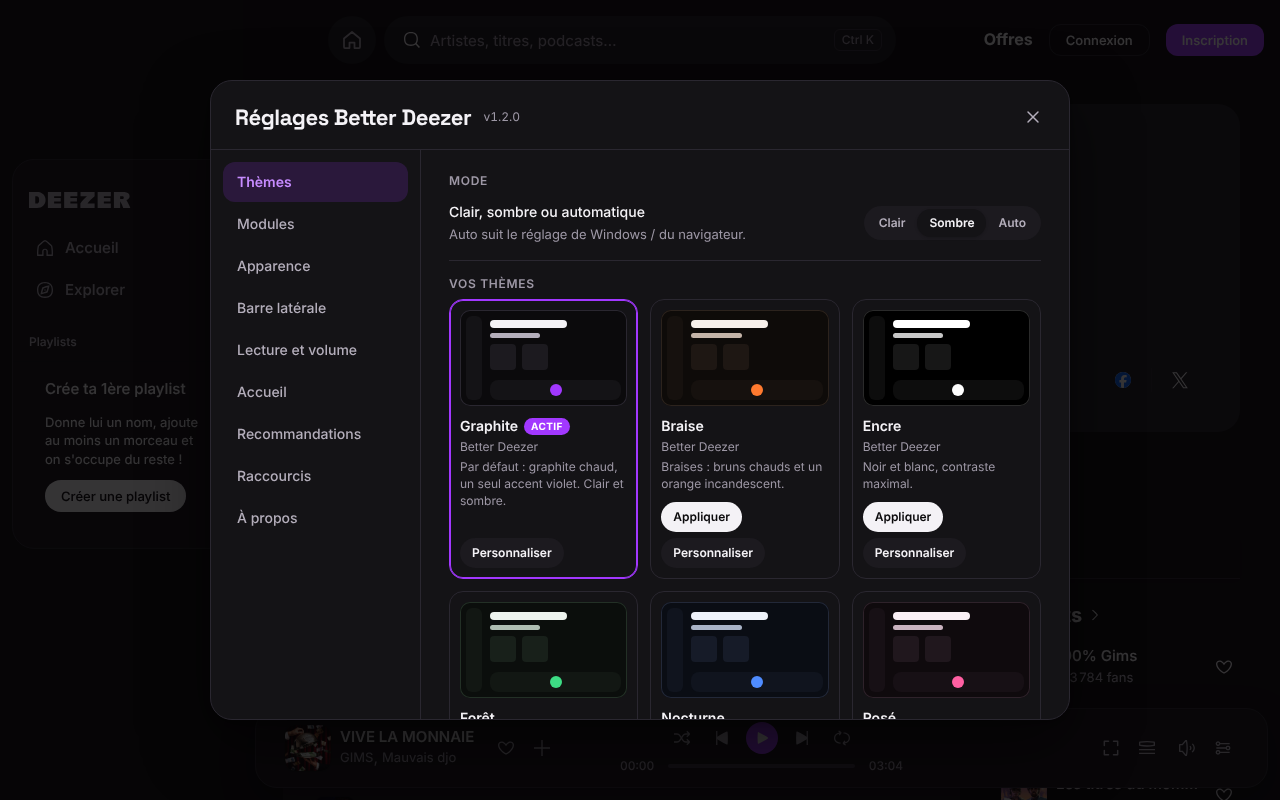 Artistes, titres, podcasts...
Ctrl K
Offres
Connexion
Inscription
Réglages Better Deezer v1.2.0
DEEZER
Accueil
Explorer
Playlists
Crée ta 1ère playlist
Donne lui un nom, ajoute
au moins un morceau et
on s'occupe du reste !
Créer une playlist
Thèmes
Modules
Apparence
Barre latérale
Lecture et volume
Accueil
Recommandations
Raccourcis
À propos
MODE
Clair, sombre ou automatique
Auto suit le réglage de Windows / du navigateur.
Clair Sombre Auto
VOS THÈMES
Graphite ACTIF
Better Deezer
Par défaut : graphite chaud,
un seul accent violet. Clair et
sombre.
Personnaliser
Braise
Better Deezer
Braises : bruns chauds et un
orange incandescent.
Appliquer
Personnaliser
Encre
Better Deezer
Noir et blanc, contraste
maximal.
Appliquer
Personnaliser
Forêt
Nocturne
Rosé
Gims
784 fans
VIVE LA MONNAIE
GIMS, Mauvais djo
00:00
03:04